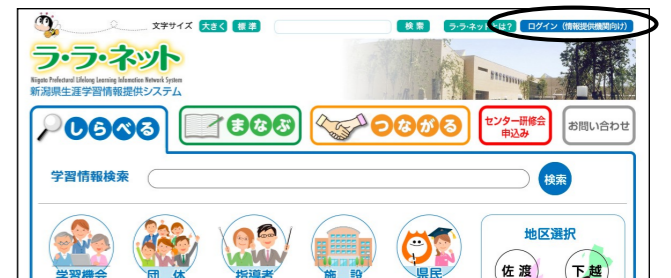 文字サイズ 大きく 標準 検索 ラ・ラ・ネットとは？ ログイン（情報提供機関向け）
ラ・ラ・ネット
Niigata Prefectural Lifelong Learning Infomation Network System
新潟県生涯学習情報提供システム
しらべる まなぶ つながる センター研修会 申込み お問い合わせ
学習情報検索 検索
地区選択
学習機会 団 体 指導者 施 設 県民 佐 渡 下 越